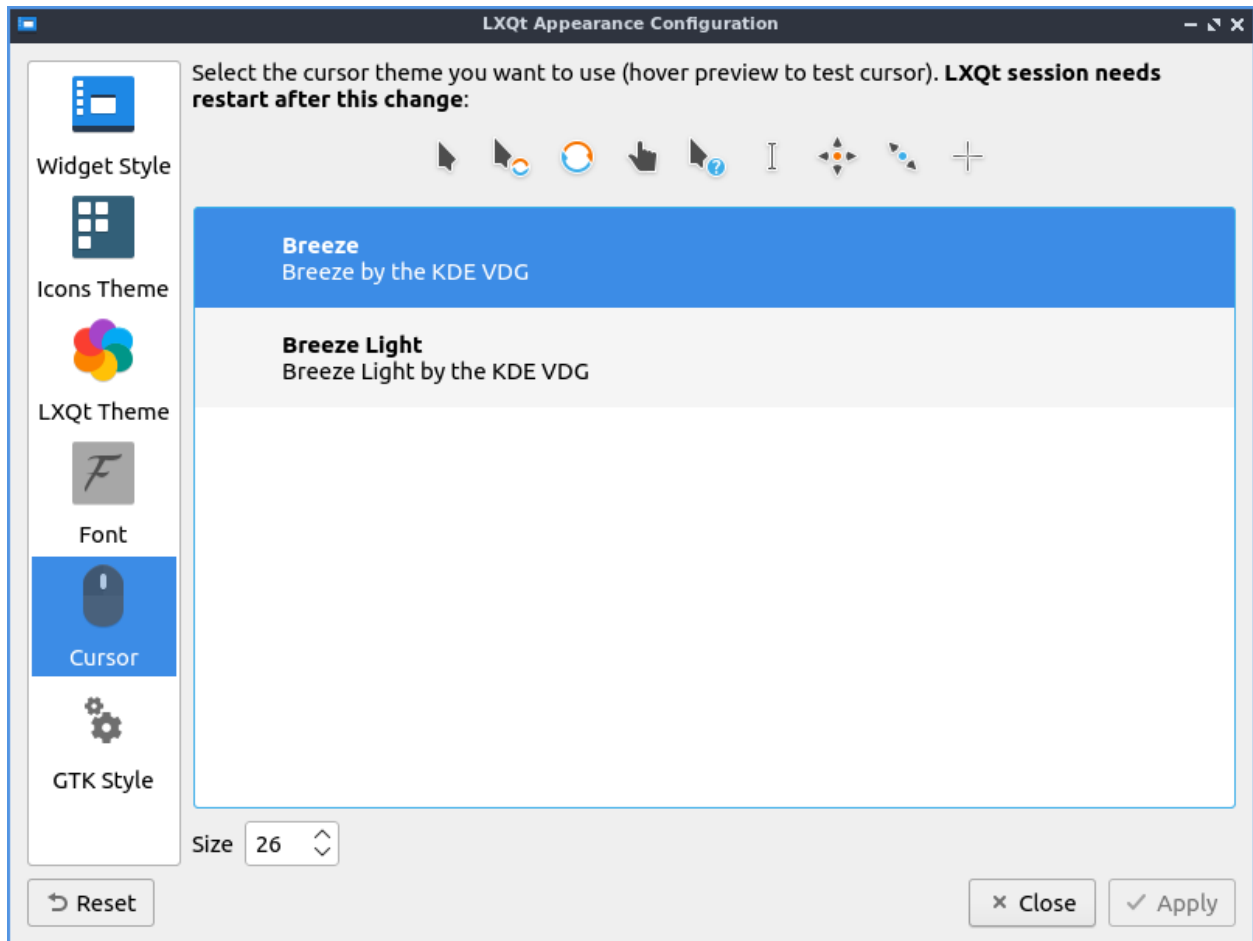 LXQt Appearance Configuration
Select the cursor theme you want to use (hover preview to test cursor). LXQt session needs
restart after this change:
Widget Style
Icons Theme
LXQt Theme
Font
Cursor
GTK Style
Breeze
Breeze by the KDE VDG
Breeze Light
Breeze Light by the KDE VDG
Size 26
Reset
Close
Apply